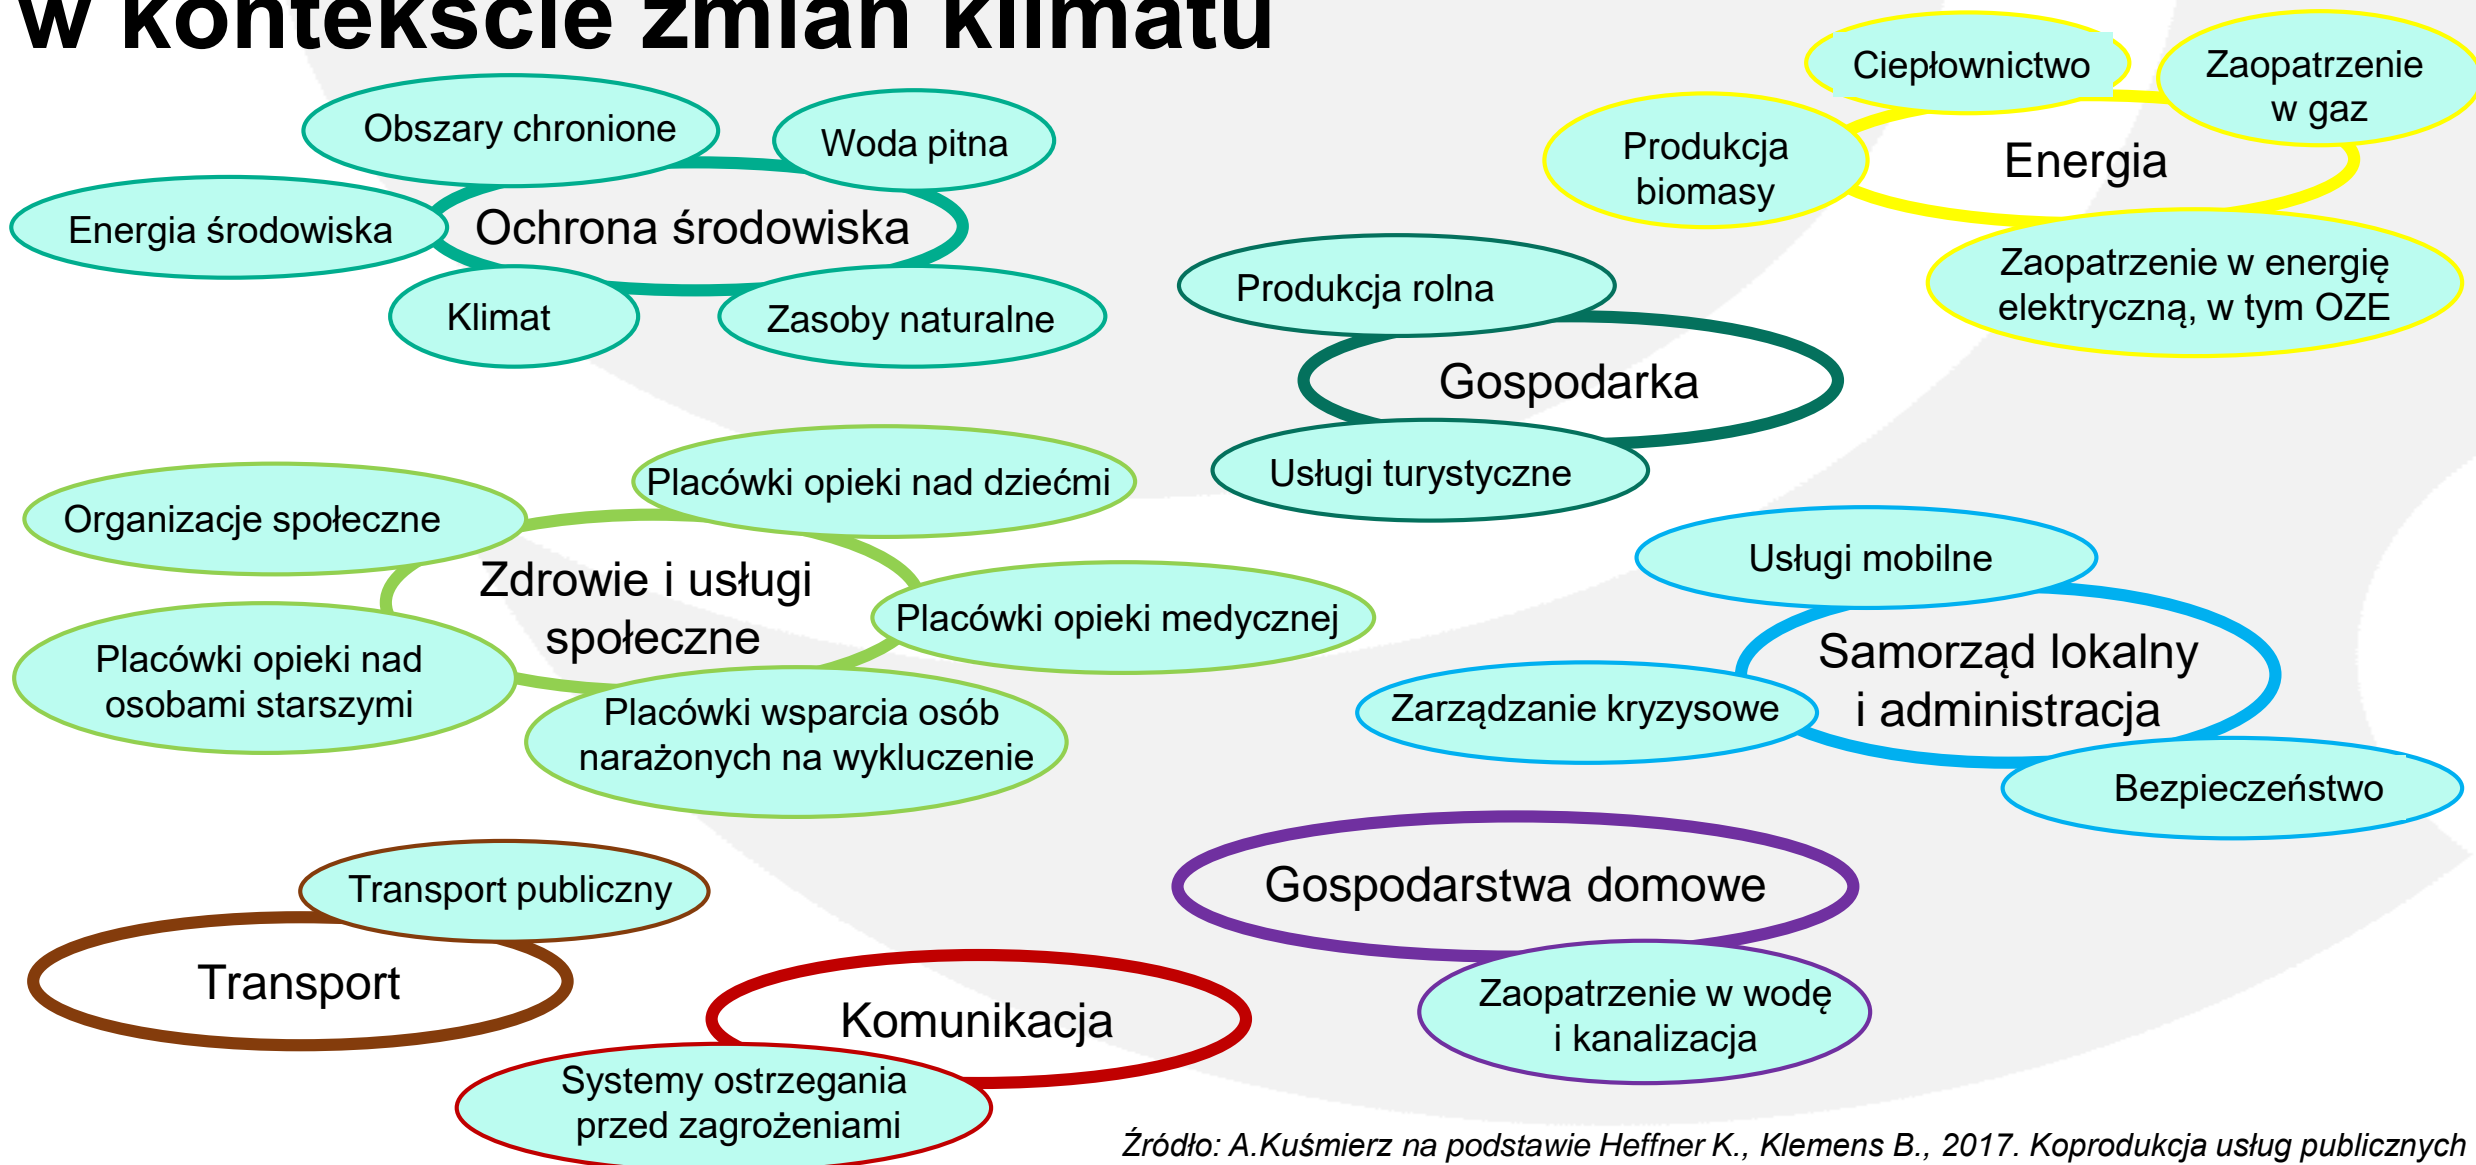 w kontekście zmian klimatu
Obszary chronione
Woda pitna
Energia środowiska
Ochrona środowiska
Klimat
Zasoby naturalne
Ciepłownictwo
Zaopatrzenie
w gaz
Produkcja
biomasy
Energia
Zaopatrzenie w energię
elektryczną, w tym OZE
Produkcja rolna
Gospodarka
Usługi turystyczne
Placówki opieki nad dziećmi
Organizacje społeczne
Zdrowie i usługi
społeczne
Placówki opieki medycznej
Placówki opieki nad
osobami starszymi
Placówki wsparcia osób
narażonych na wykluczenie
Usługi mobilne
Samorząd lokalny
i administracja
Zarządzanie kryzysowe
Bezpieczeństwo
Transport publiczny
Transport
Gospodarstwa domowe
Zaopatrzenie w wodę
i kanalizacja
Komunikacja
Systemy ostrzegania
przed zagrożeniami
Źródło: A.Kuśmierz na podstawie Heffner K., Klemens B., 2017. Koprodukcja usług publicznych